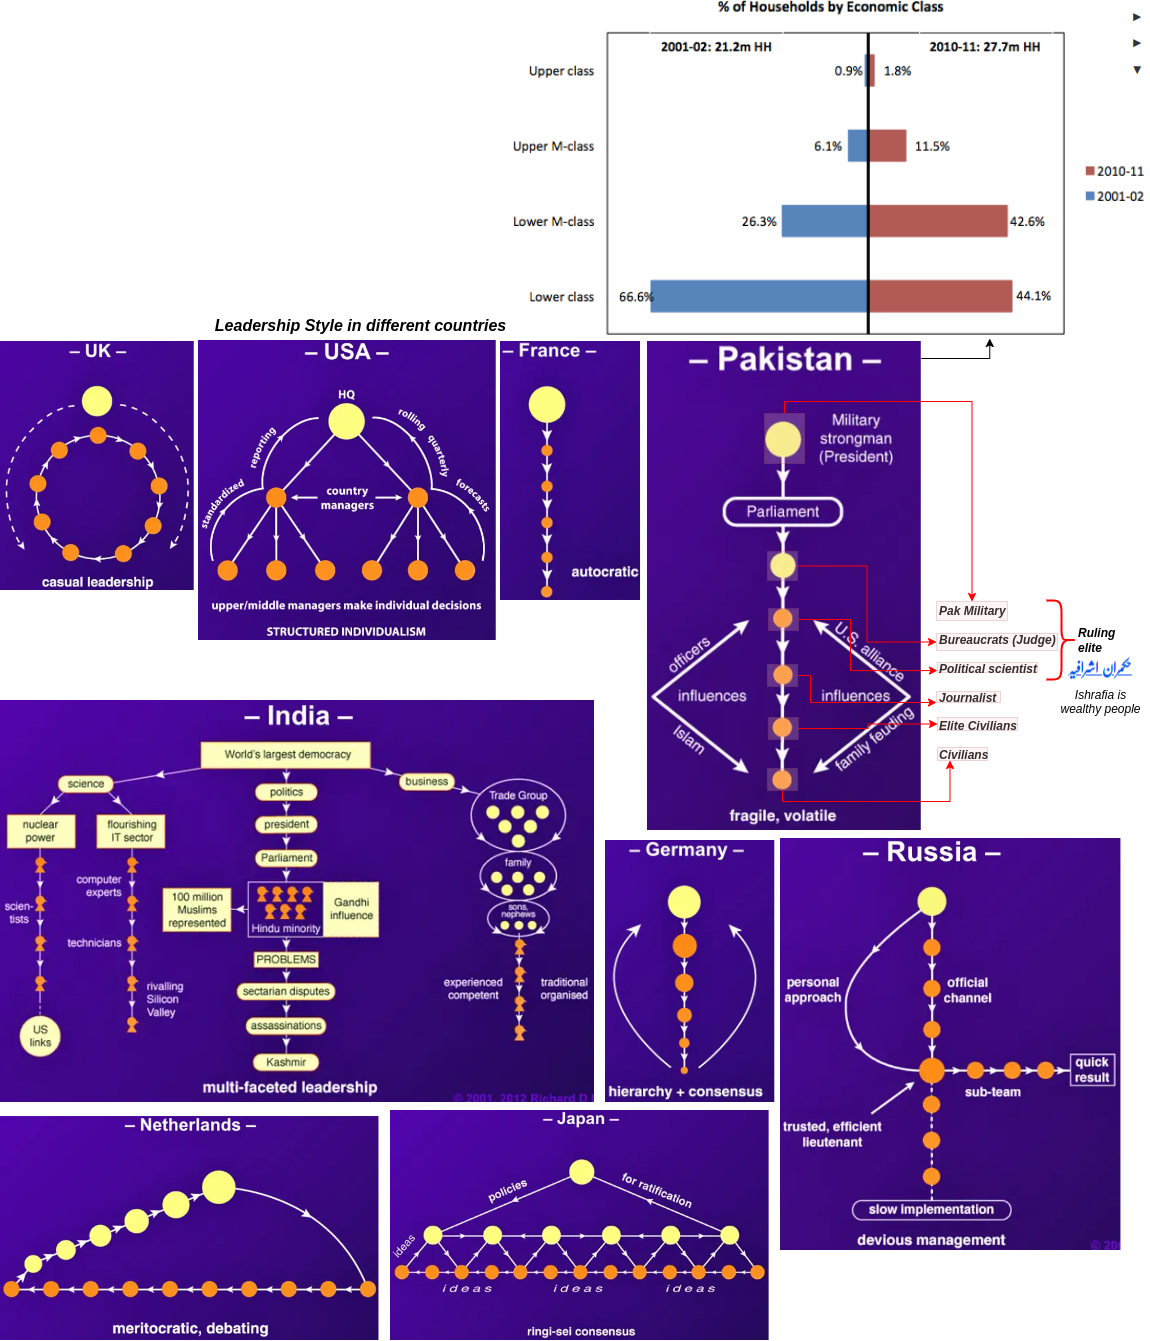 % of Households by Economic Class
2001-02: 21.2m HH
2010-11: 27.7m HH
Upper class
0.9%
1.8%
Upper M-class
6.1%
11.5%
2010-11
2001-02
Lower M-class
26.3%
42.6%
Lower class
66.6%
44.1%
Leadership Style in different countries
– UK –
casual leadership
– USA –
HQ
reporting
rolling
quarterly
standardized
forecasts
country
managers
upper/middle managers make individual decisions
STRUCTURED INDIVIDUALISM
– France –
autocratic
– Pakistan –
Military
strongman
(President)
Parliament
officers
U.S. alliance
influences
influences
Islam
family feuding
fragile, volatile
Pak Military
Bureaucrats (Judge)
Political scientist
Journalist
Elite Civilians
Civilians
Ruling
elite
حکمران اشرافیہ
Ishrafia is
wealthy people
– India –
World's largest democracy
science
politics
business
nuclear
power
flourishing
IT sector
president
Parliament
Trade Group
family
sons,
nephews
computer
experts
scien-
tists
technicians
rivalling
Silicon
Valley
US
links
100 million
Muslims
represented
Hindu minority
Gandhi
influence
PROBLEMS
sectarian disputes
assassinations
Kashmir
experienced
competent
traditional
organised
multi-faceted leadership
© 2001, 2012 Richard D
– Germany –
hierarchy + consensus
– Russia –
personal
approach
official
channel
quick
result
sub-team
trusted, efficient
lieutenant
slow implementation
devious management
© 20
– Netherlands –
meritocratic, debating
– Japan –
policies
for ratification
ideas
ideas
ideas
ideas
ringi-sei consensus